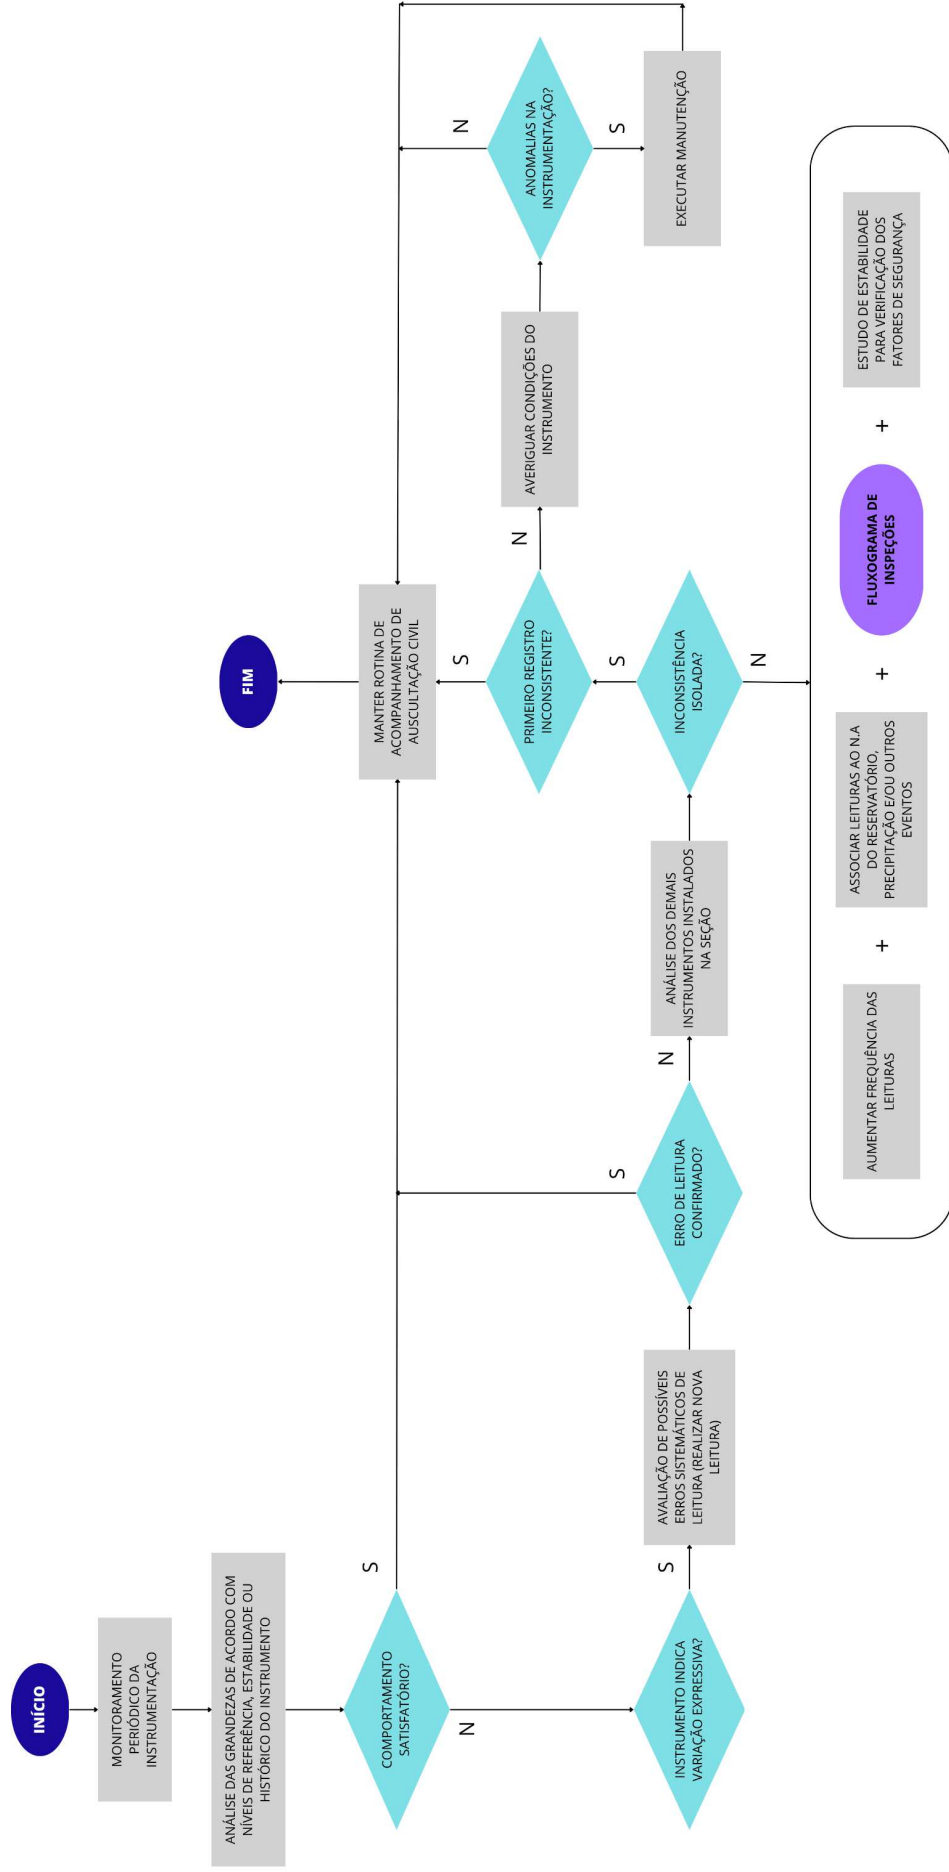 INÍCIO
MONITORAMENTO
PERIÓDICO DA
INSTRUMENTAÇÃO
ANÁLISE DAS GRANDEZAS DE ACORDO COM
NÍVEIS DE REFERÊNCIA, ESTABILIDADE OU
HISTÓRICO DO INSTRUMENTO
COMPORTAMENTO
SATISFATÓRIO?
S
N
INSTRUMENTO INDICA
VARIAÇÃO EXPRESSIVA?
S
AVALIAÇÃO DE POSSÍVEIS
ERROS SISTEMÁTICOS DE
LEITURA (REALIZAR NOVA
LEITURA)
ERRO DE LEITURA
CONFIRMADO?
S
N
ANÁLISE DOS DEMAIS
INSTRUMENTOS INSTALADOS
NA SEÇÃO
INCONSISTÊNCIA
ISOLADA?
S
N
PRIMEIRO REGISTRO
INCONSISTENTE?
S
N
MANTER ROTINA DE
ACOMPANHAMENTO DE
AUSCULTAÇÃO CIVIL
FIM
AVERIGUAR CONDIÇÕES DO
INSTRUMENTO
ANOMALIAS NA
INSTRUMENTAÇÃO?
N
S
EXECUTAR MANUTENÇÃO
AUMENTAR FREQUÊNCIA DAS
LEITURAS
+
ASSOCIAR LEITURAS AO N.A
DO RESERVATÓRIO,
PRECIPITAÇÃO E/OU OUTROS
EVENTOS
+
FLUXOGRAMA DE
INSPEÇÕES
+
ESTUDO DE ESTABILIDADE
PARA VERIFICAÇÃO DOS
FATORES DE SEGURANÇA